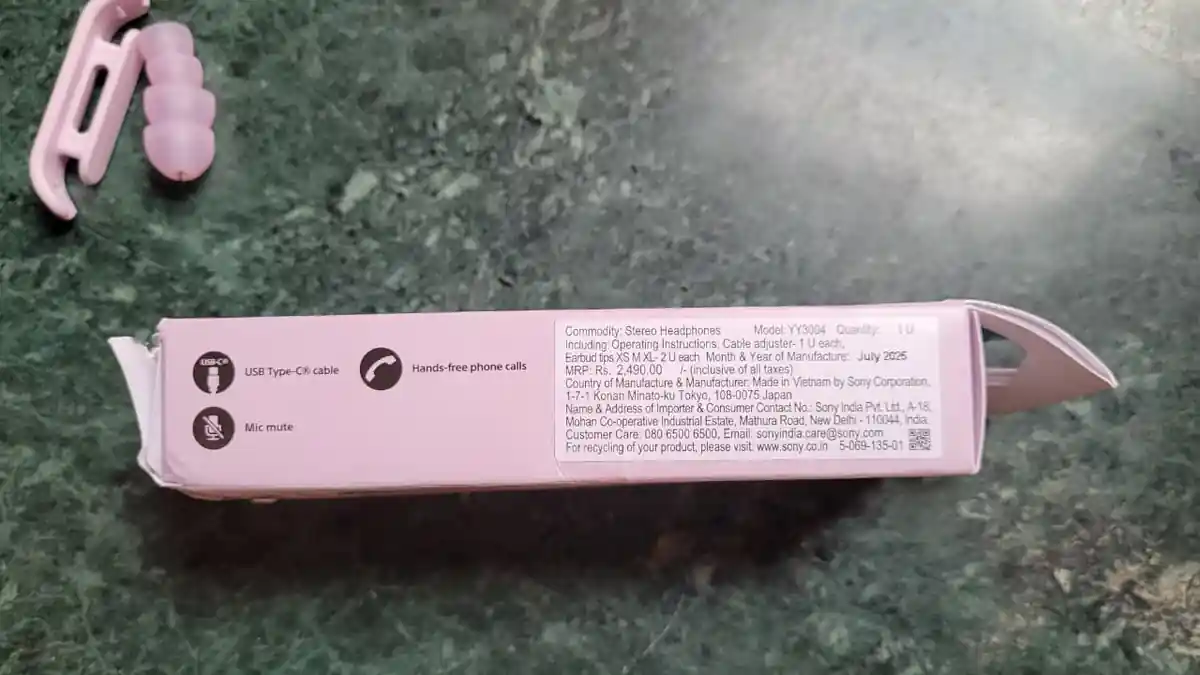 USB-C®
USB Type-C® cable
Hands-free phone calls
Mic mute
Commodity: Stereo Headphones Model: YY3004 Quantity: 1 U
Including: Operating Instructions, Cable adjuster- 1 U each,
Earbud tips XS M XL- 2 U each Month & Year of Manufacture: July 2025
MRP: Rs. 2,490.00 /- (inclusive of all taxes)
Country of Manufacture & Manufacturer: Made in Vietnam by Sony Corporation,
1-7-1 Konan Minato-ku Tokyo, 108-0075 Japan
Name & Address of Importer & Consumer Contact No.: Sony India Pvt. Ltd., A-18,
Mohan Co-operative Industrial Estate, Mathura Road, New Delhi - 110044, India.
Customer Care: 080 6500 6500, Email: sonyindia.care@sony.com
For recycling of your product, please visit: www.sony.co.in 5-069-135-01